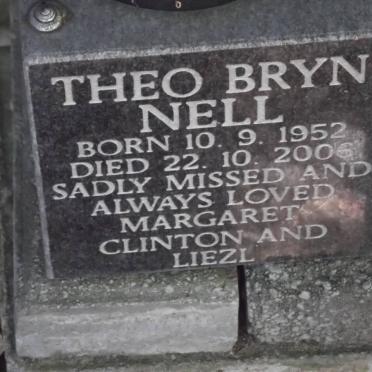 THEO BRYN
NELL
BORN 10. 9. 1952
DIED 22. 10. 2006
SADLY MISSED AND
ALWAYS LOVED
MARGARET
CLINTON AND
LIEZL